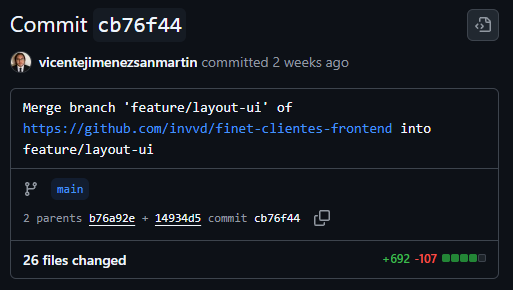 Commit cb76f44
vicentejimenezsanmartin committed 2 weeks ago
Merge branch 'feature/layout-ui' of
https://github.com/invvd/finet-clientes-frontend into
feature/layout-ui
main
2 parents b76a92e + 14934d5 commit cb76f44
26 files changed +692 -107